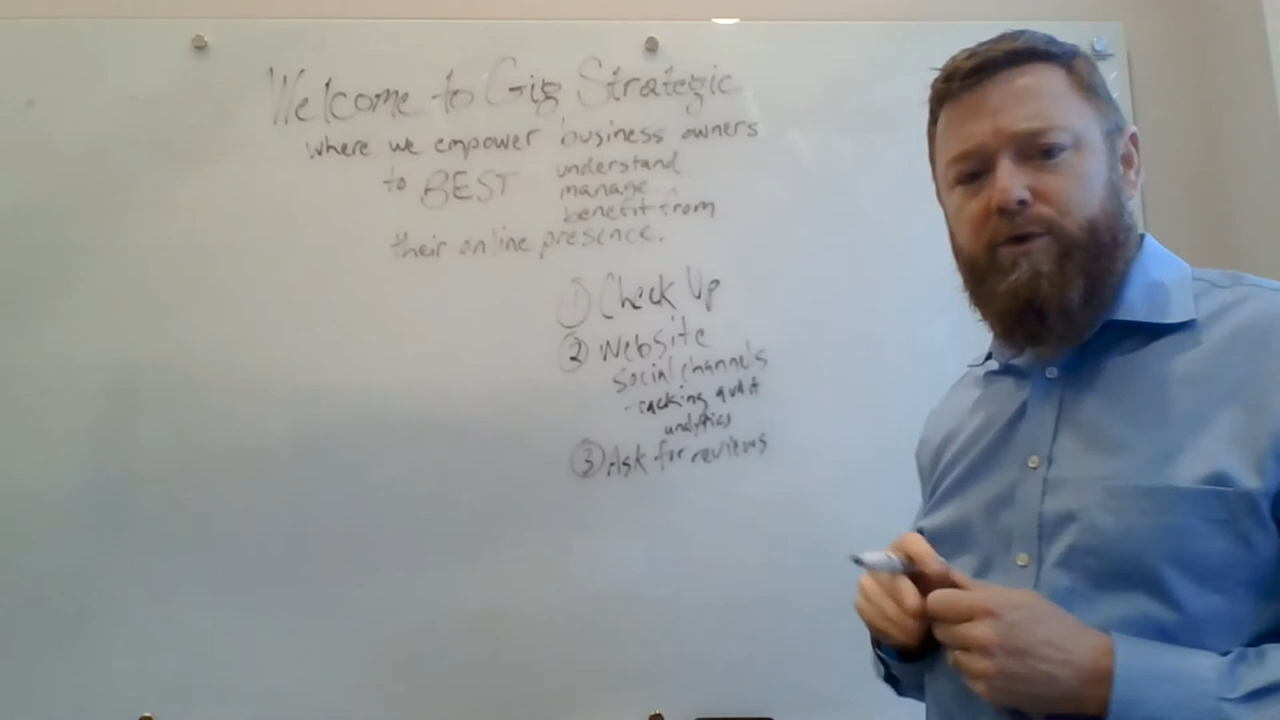 Welcome to Gig Strategic
where we empower business owners
to BEST understand
manage
benefit from
their online presence.
① Check Up
② Website
social channels
tracking audit
analytics
③ Ask for reviews